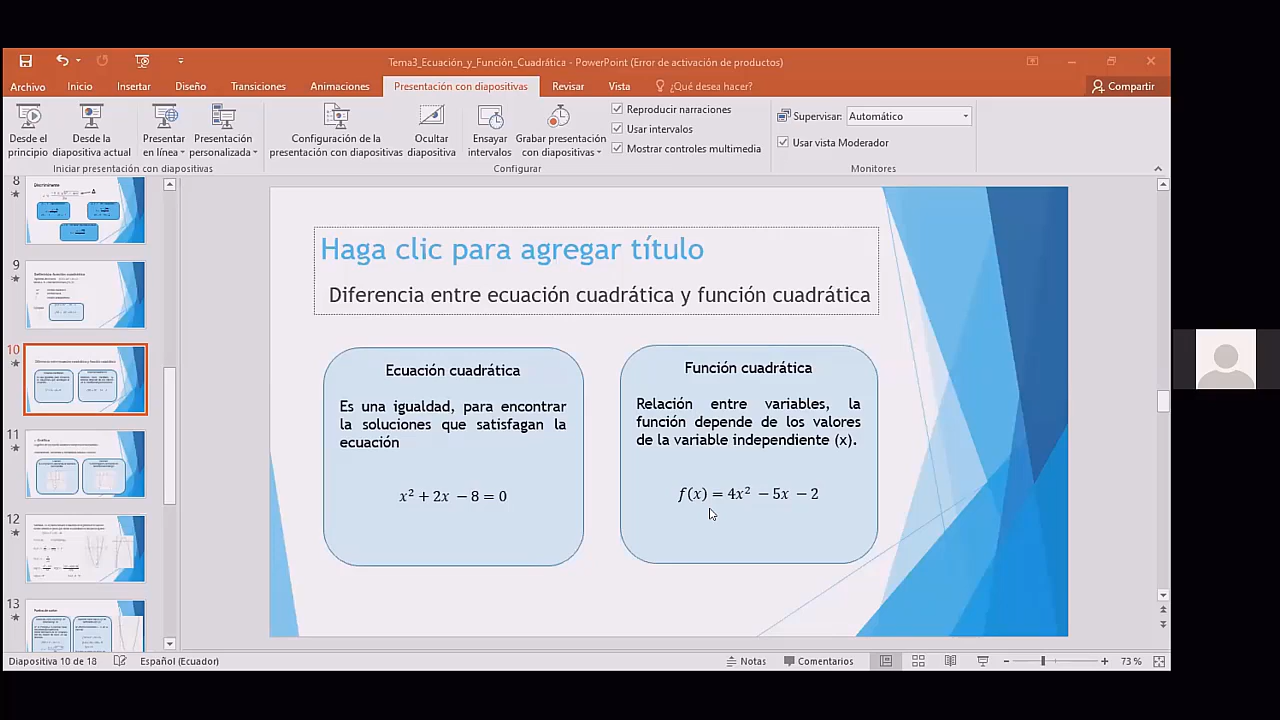 Tema3_Ecuación_y_Función_Cuadrática - PowerPoint (Error de activación de productos)
Archivo Inicio Insertar Diseño Transiciones Animaciones Presentación con diapositivas Revisar Vista ¿Qué desea hacer? Compartir
Desde el principio
Desde la diapositiva actual
Presentar en línea
Presentación personalizada
Configuración de la presentación con diapositivas
Ocultar diapositiva
Ensayar intervalos
Grabar presentación con diapositivas
Reproducir narraciones
Usar intervalos
Mostrar controles multimedia
Supervisar: Automático
Usar vista Moderador
Iniciar presentación con diapositivas
Configurar
Monitores
8
Discriminante
9
10
11
12
13
Haga clic para agregar título
Diferencia entre ecuación cuadrática y función cuadrática
Ecuación cuadrática
Es una igualdad, para encontrar
la soluciones que satisfagan la
ecuación
x² + 2x − 8 = 0
Función cuadrática
Relación entre variables, la
función depende de los valores
de la variable independiente (x).
f(x) = 4x² − 5x − 2
Diapositiva 10 de 18 Español (Ecuador) Notas Comentarios 73 %